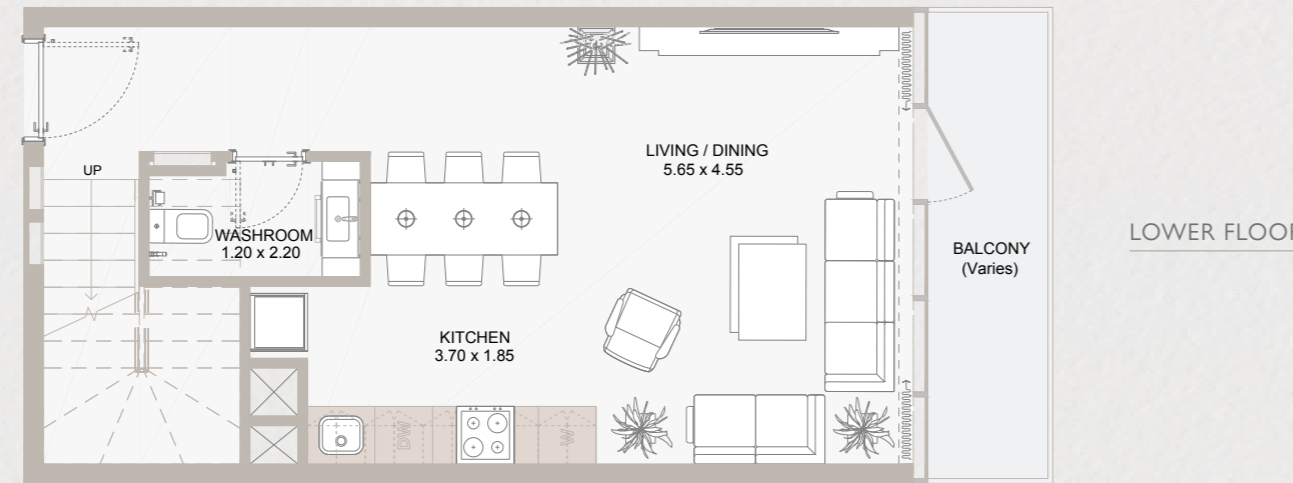 UP
LIVING / DINING
5.65 x 4.55
WASHROOM
1.20 x 2.20
BALCONY
(Varies)
KITCHEN
3.70 x 1.85
DW
W
LOWER FLOOR